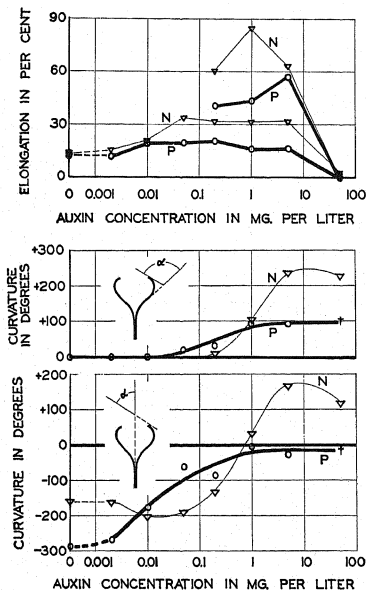 90
60
30
0
ELONGATION IN PER CENT
N
P
N
P
0 0.001 0.01 0.1 1 10 100
AUXIN CONCENTRATION IN MG. PER LITER
+300
+200
+100
0
CURVATURE
IN DEGREES
α
N
P
†
+200
+100
0
-100
-200
-300
CURVATURE IN DEGREES
N
P
†
0 0.001 0.01 0.1 1 10 100
AUXIN CONCENTRATION IN MG. PER LITER